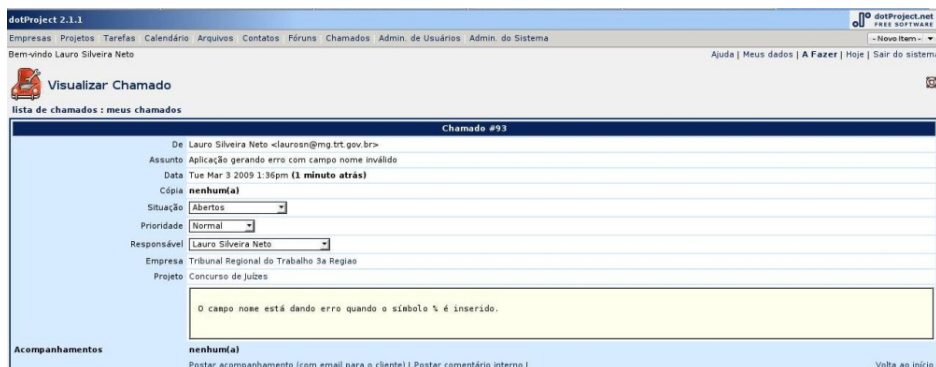 dotProject 2.1.1
dotProject.net
FREE SOFTWARE
Empresas Projetos Tarefas Calendário Arquivos Contatos Fóruns Chamados Admin. de Usuários Admin. do Sistema
- Novo Item -
Bem-vindo Lauro Silveira Neto
Ajuda | Meus dados | A Fazer | Hoje | Sair do sistema
Visualizar Chamado
lista de chamados : meus chamados
Chamado #93
De Lauro Silveira Neto <laurosn@mg.trt.gov.br>
Assunto Aplicação gerando erro com campo nome inválido
Data Tue Mar 3 2009 1:36pm (1 minuto atrás)
Cópia nenhum(a)
Situação Abertos
Prioridade Normal
Responsável Lauro Silveira Neto
Empresa Tribunal Regional do Trabalho 3a Regiao
Projeto Concurso de Juízes
O campo nome está dando erro quando o símbolo % é inserido.
Acompanhamentos nenhum(a)
Postar acompanhamento (com email para o cliente) | Postar comentário interno |
Volta ao início